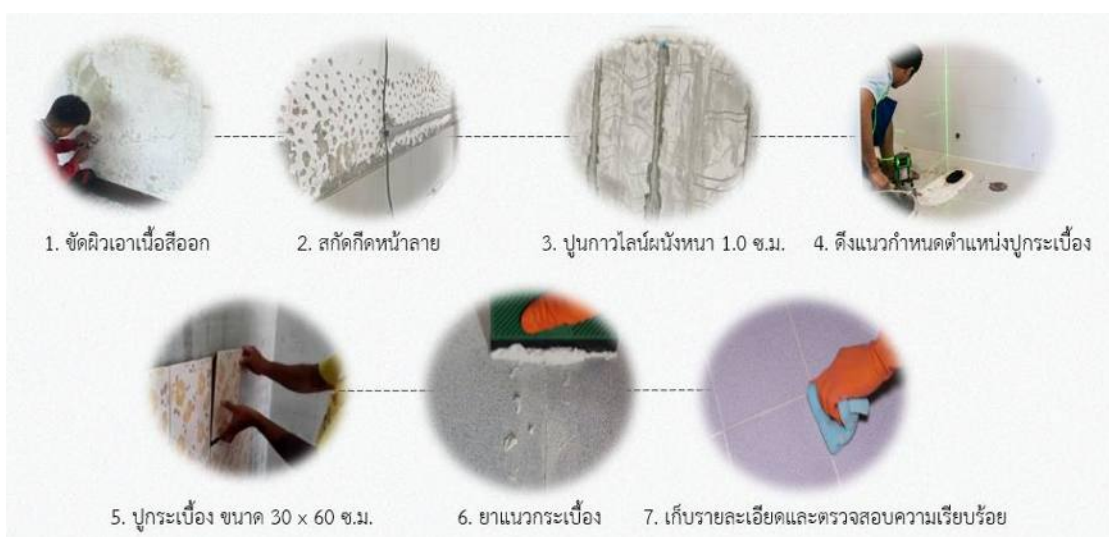 1. ขัดผิวเอาเนื้อสีออก
2. สกัดกีดหน้าลาย
3. ปูนกาวไลน์ผนังหนา 1.0 ซ.ม.
4. ดึงแนวกำหนดตำแหน่งปูกระเบื้อง
5. ปูกระเบื้อง ขนาด 30 x 60 ซ.ม.
6. ยาแนวกระเบื้อง
7. เก็บรายละเอียดและตรวจสอบความเรียบร้อย